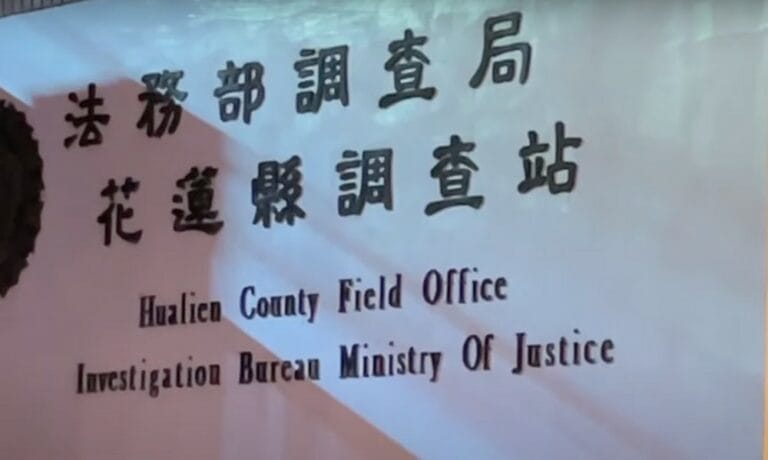 法務部調查局
花蓮縣調查站
Hualien County Field Office
Investigation Bureau Ministry Of Justice